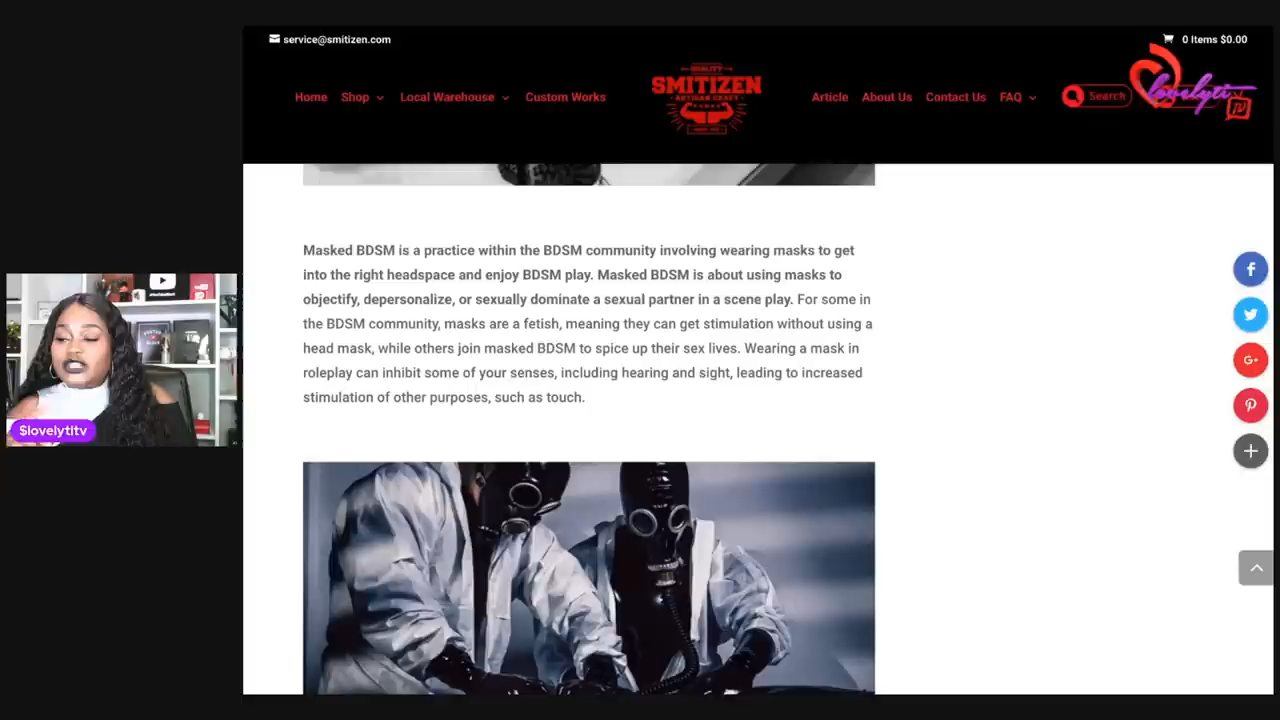 service@smitizen.com
0 Items $0.00
Home Shop Local Warehouse Custom Works
QUALITY
SMITIZEN
ARTISAN CRAFT
Article About Us Contact Us FAQ Search
lovelyti
TV
Masked BDSM is a practice within the BDSM community involving wearing masks to get
into the right headspace and enjoy BDSM play. Masked BDSM is about using masks to
objectify, depersonalize, or sexually dominate a sexual partner in a scene play. For some in
the BDSM community, masks are a fetish, meaning they can get stimulation without using a
head mask, while others join masked BDSM to spice up their sex lives. Wearing a mask in
roleplay can inhibit some of your senses, including hearing and sight, leading to increased
stimulation of other purposes, such as touch.
$lovelytitv